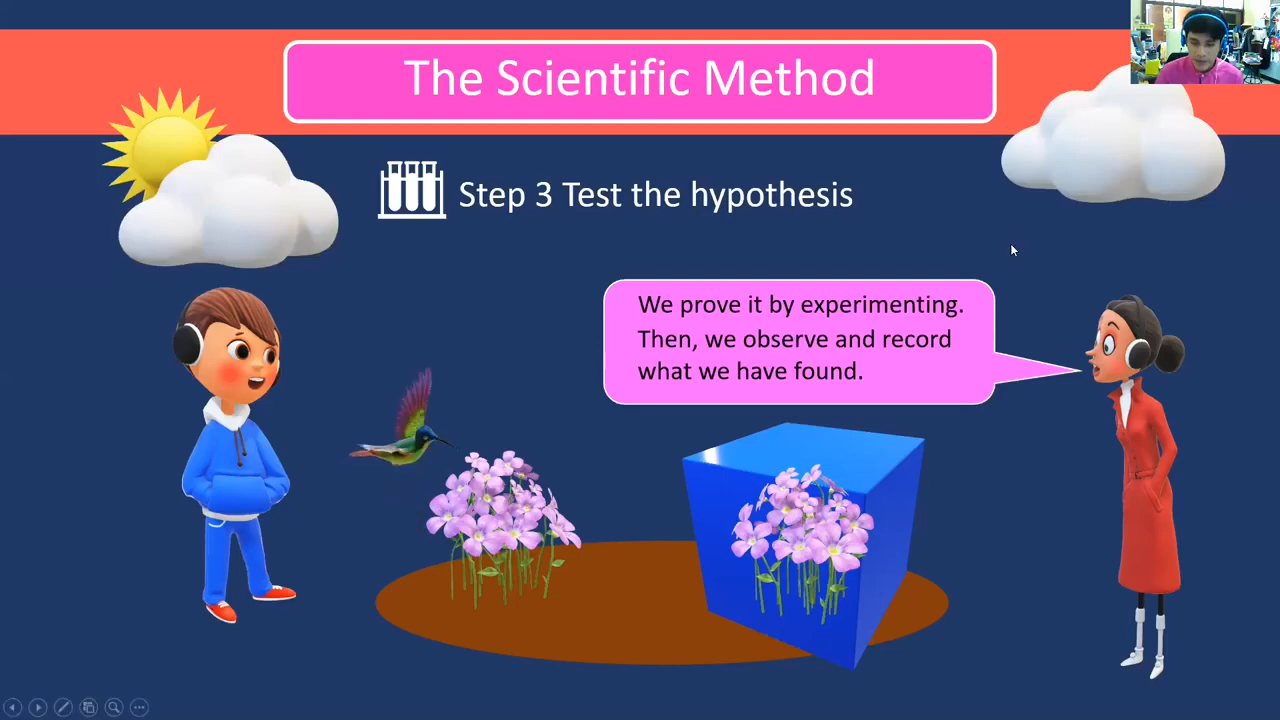 The Scientific Method
Step 3 Test the hypothesis
We prove it by experimenting.
Then, we observe and record
what we have found.